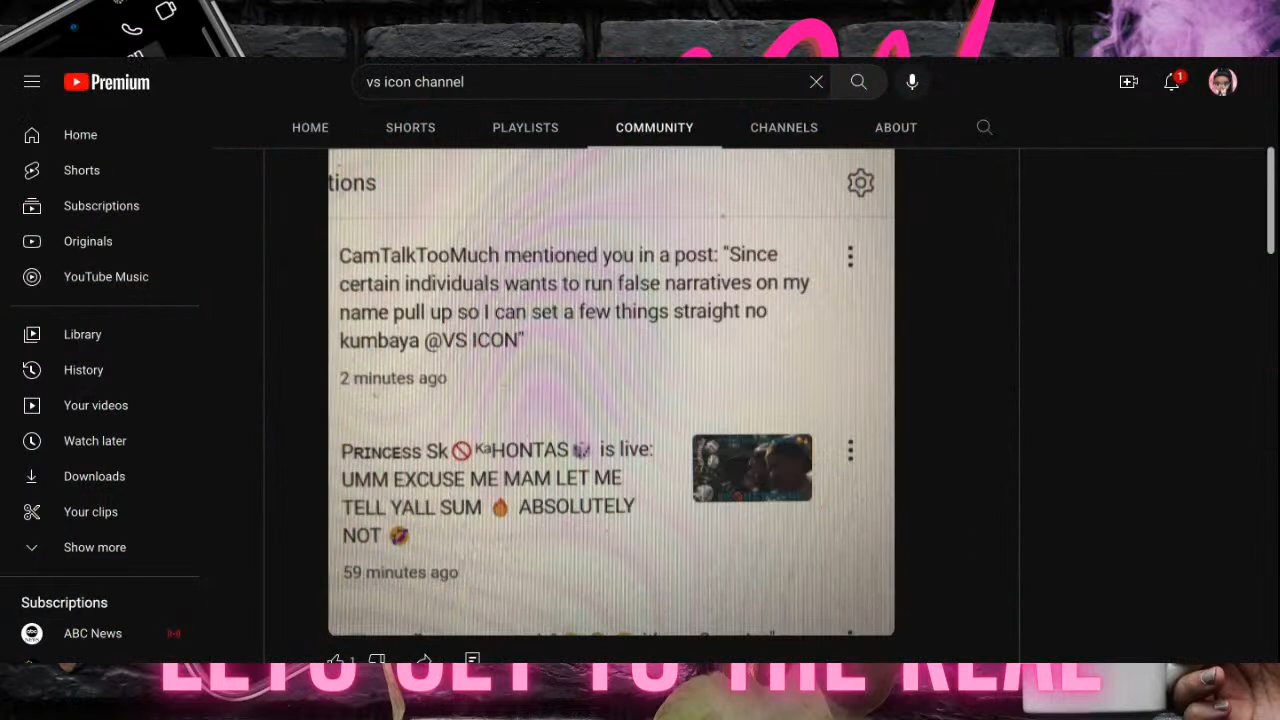 Premium
vs icon channel
1
HOME SHORTS PLAYLISTS COMMUNITY CHANNELS ABOUT
Home
Shorts
Subscriptions
Originals
YouTube Music
Library
History
Your videos
Watch later
Downloads
Your clips
Show more
Subscriptions
ABC News
tions
CamTalkTooMuch mentioned you in a post: "Since
certain individuals wants to run false narratives on my
name pull up so I can set a few things straight no
kumbaya @VS ICON"
2 minutes ago
PRINCESS Sk🚫ᴷᵃHONTAS is live:
UMM EXCUSE ME MAM LET ME
TELL YALL SUM 🔥 ABSOLUTELY
NOT 🤣
59 minutes ago
1
LETS GET TO THE REAL